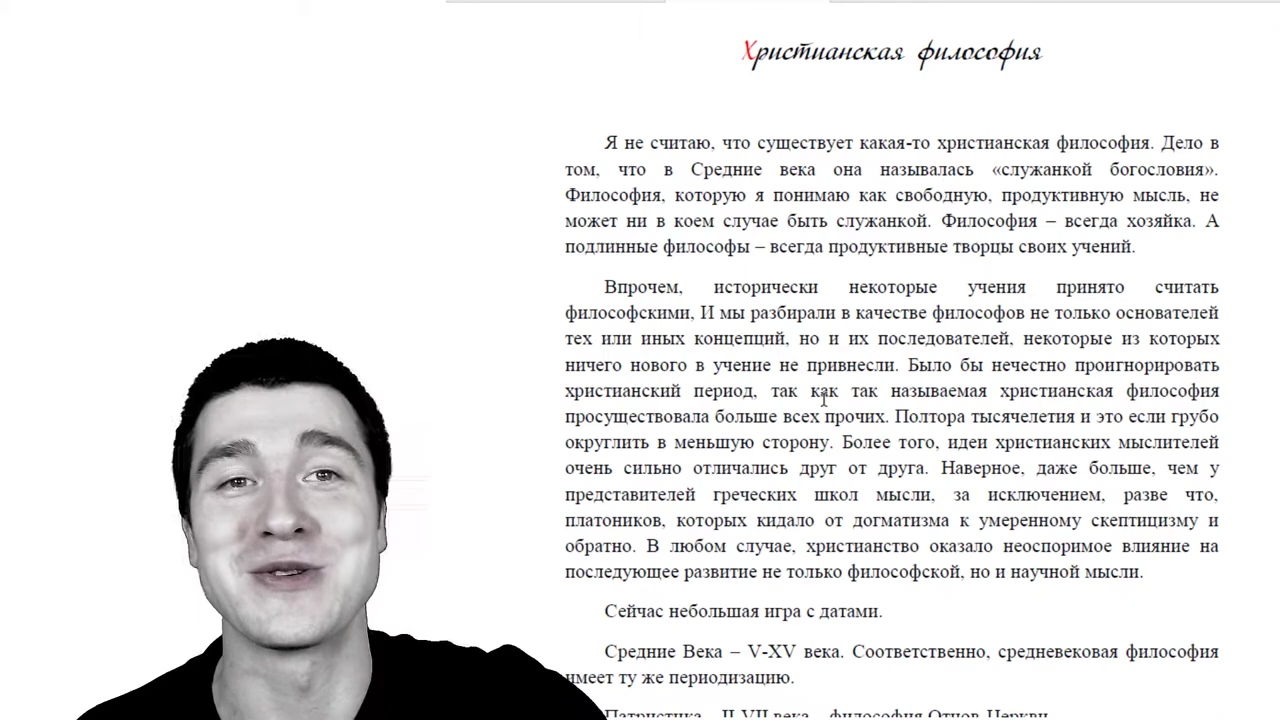 Христианская философия
Я не считаю, что существует какая-то христианская философия. Дело в
том, что в Средние века она называлась «служанкой богословия».
Философия, которую я понимаю как свободную, продуктивную мысль, не
может ни в коем случае быть служанкой. Философия – всегда хозяйка. А
подлинные философы – всегда продуктивные творцы своих учений.
Впрочем, исторически некоторые учения принято считать
философскими, И мы разбирали в качестве философов не только основателей
тех или иных концепций, но и их последователей, некоторые из которых
ничего нового в учение не привнесли. Было бы нечестно проигнорировать
христианский период, так как так называемая христианская философия
просуществовала больше всех прочих. Полтора тысячелетия и это если грубо
округлить в меньшую сторону. Более того, идеи христианских мыслителей
очень сильно отличались друг от друга. Наверное, даже больше, чем у
представителей греческих школ мысли, за исключением, разве что,
платоников, которых кидало от догматизма к умеренному скептицизму и
обратно. В любом случае, христианство оказало неоспоримое влияние на
последующее развитие не только философской, но и научной мысли.
Сейчас небольшая игра с датами.
Средние Века – V-XV века. Соответственно, средневековая философия
имеет ту же периодизацию.
Патристика – II-VII века – философия Отцов Церкви